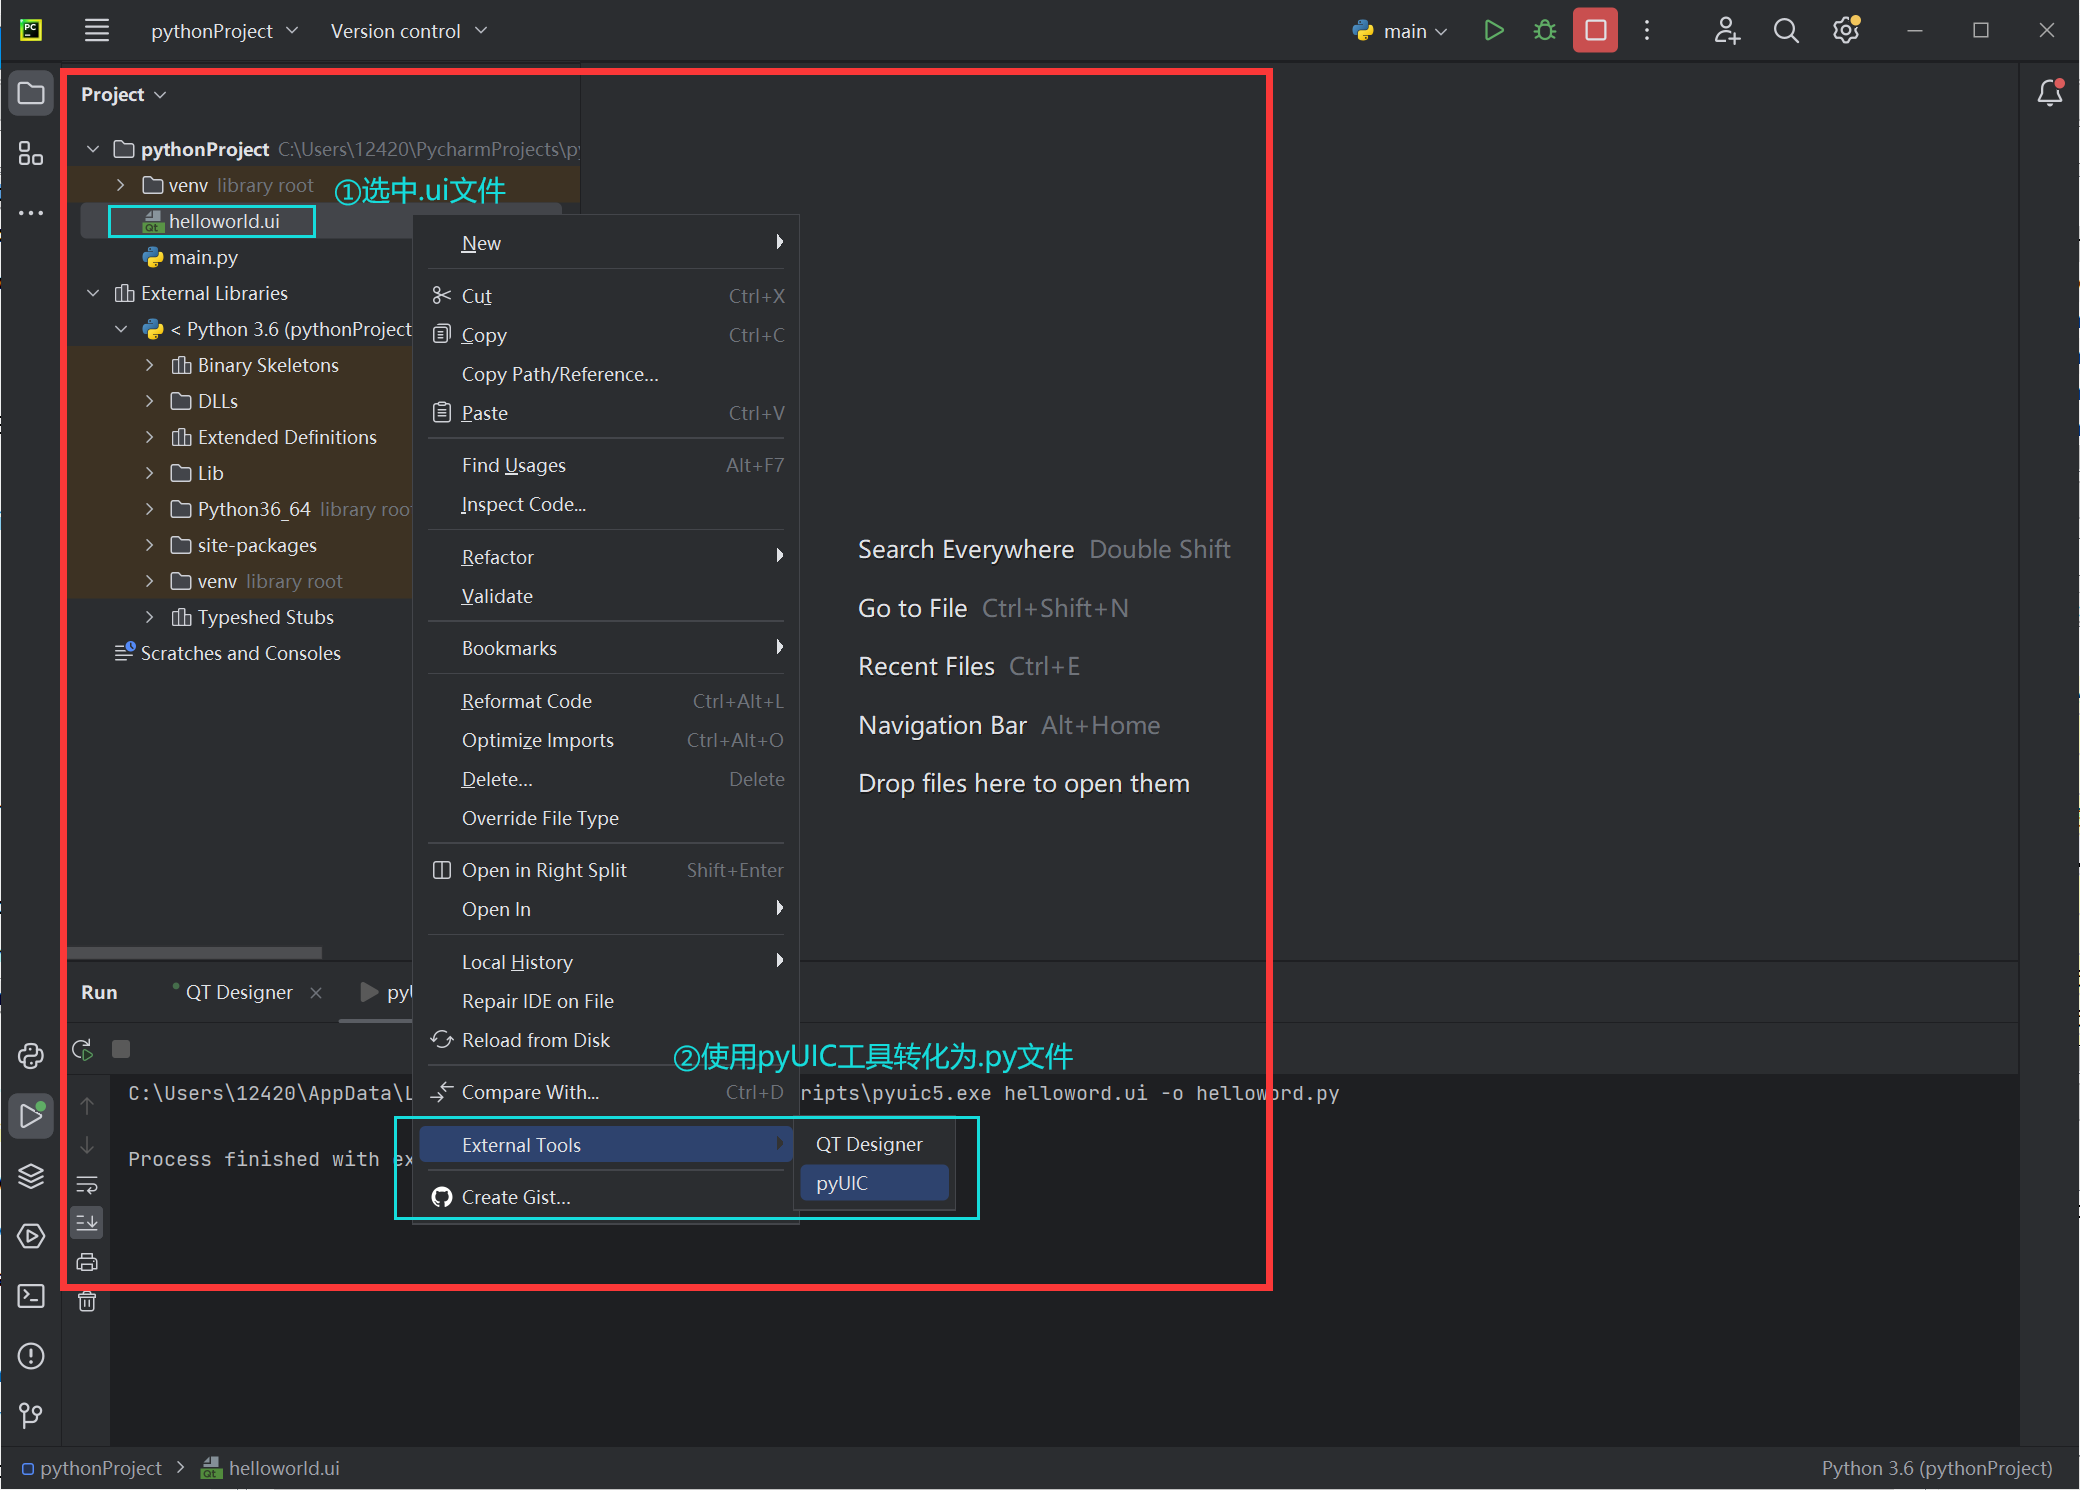 pythonProject
Version control
main
Project
pythonProject C:\Users\12420\PycharmProjects\py
venv library root
①选中.ui文件
helloworld.ui
main.py
External Libraries
< Python 3.6 (pythonProject
Binary Skeletons
DLLs
Extended Definitions
Lib
Python36_64 library roo
site-packages
venv library root
Typeshed Stubs
Scratches and Consoles
New
Cut Ctrl+X
Copy Ctrl+C
Copy Path/Reference...
Paste Ctrl+V
Find Usages Alt+F7
Inspect Code...
Refactor
Validate
Bookmarks
Reformat Code Ctrl+Alt+L
Optimize Imports Ctrl+Alt+O
Delete... Delete
Override File Type
Open in Right Split Shift+Enter
Open In
Local History
Repair IDE on File
Reload from Disk
Compare With... Ctrl+D
External Tools
Create Gist...
QT Designer
pyUIC
②使用pyUIC工具转化为.py文件
Search Everywhere Double Shift
Go to File Ctrl+Shift+N
Recent Files Ctrl+E
Navigation Bar Alt+Home
Drop files here to open them
Run
QT Designer
pyU
C:\Users\12420\AppData\L ripts\pyuic5.exe helloword.ui -o helloword.py
Process finished with ex
pythonProject
helloworld.ui
Python 3.6 (pythonProject)